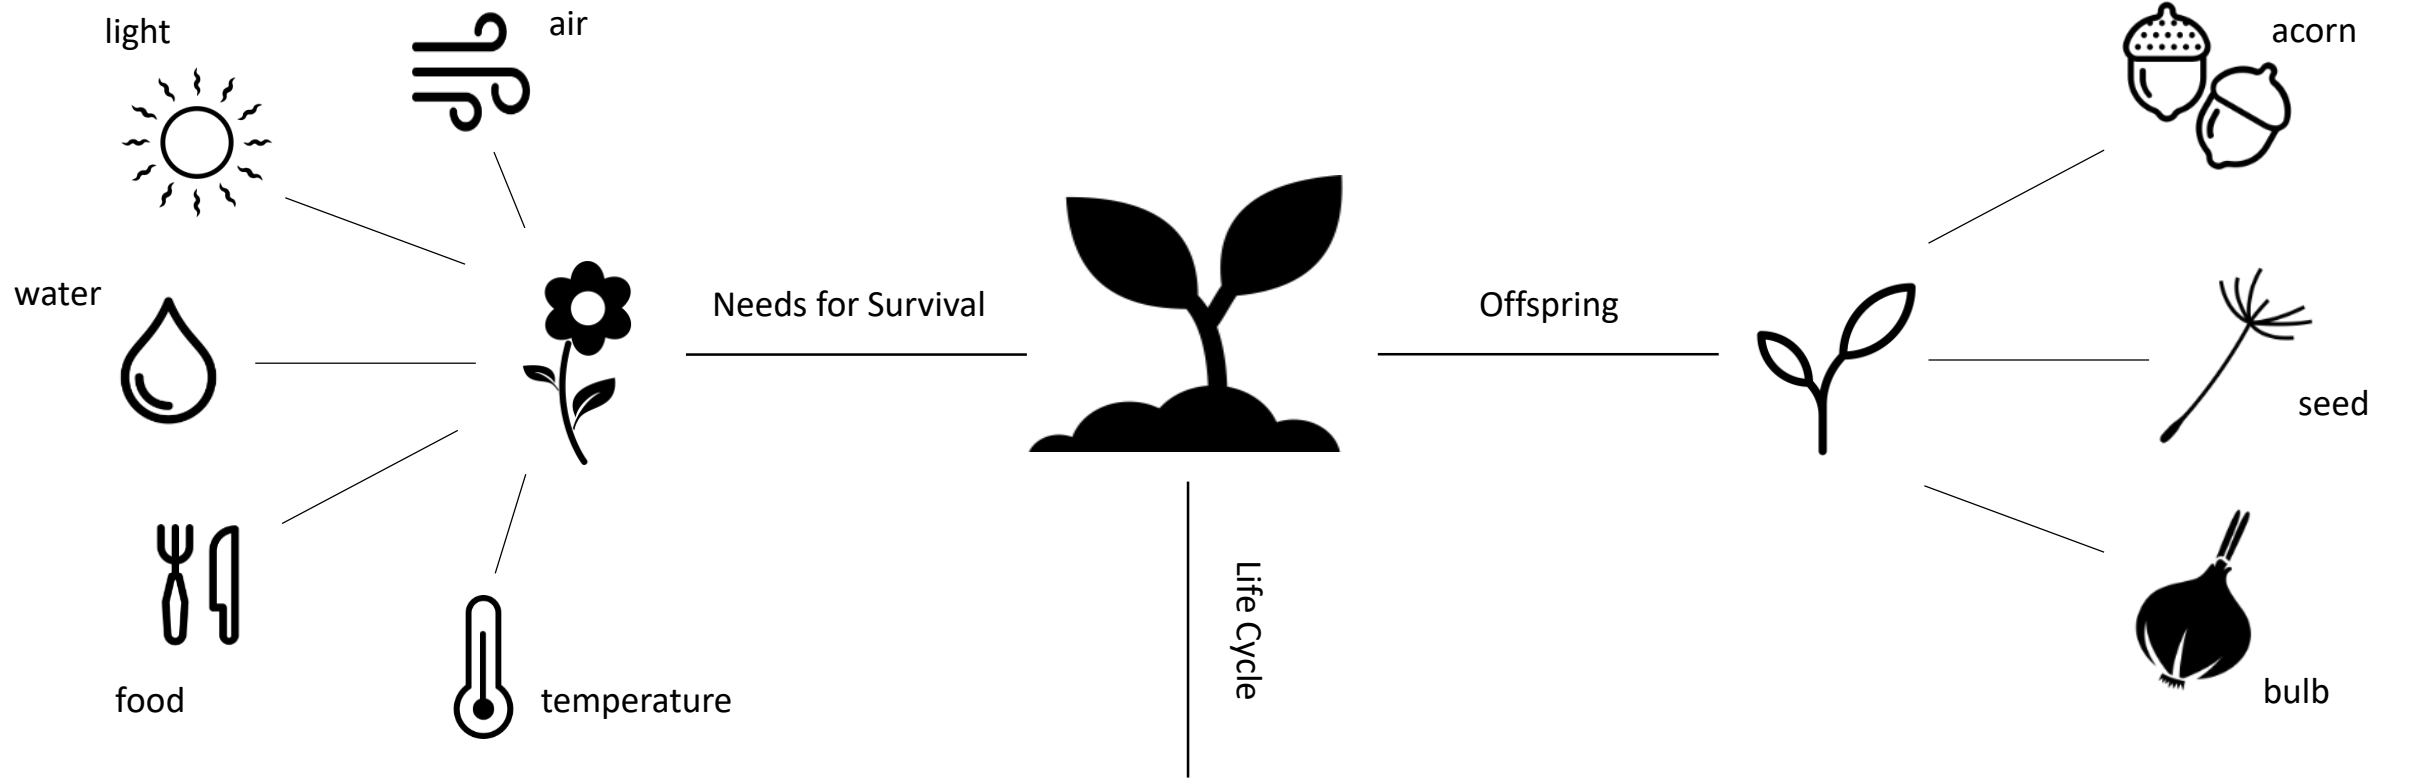 light
air
water
food
temperature
Needs for Survival
Life Cycle
Offspring
acorn
seed
bulb